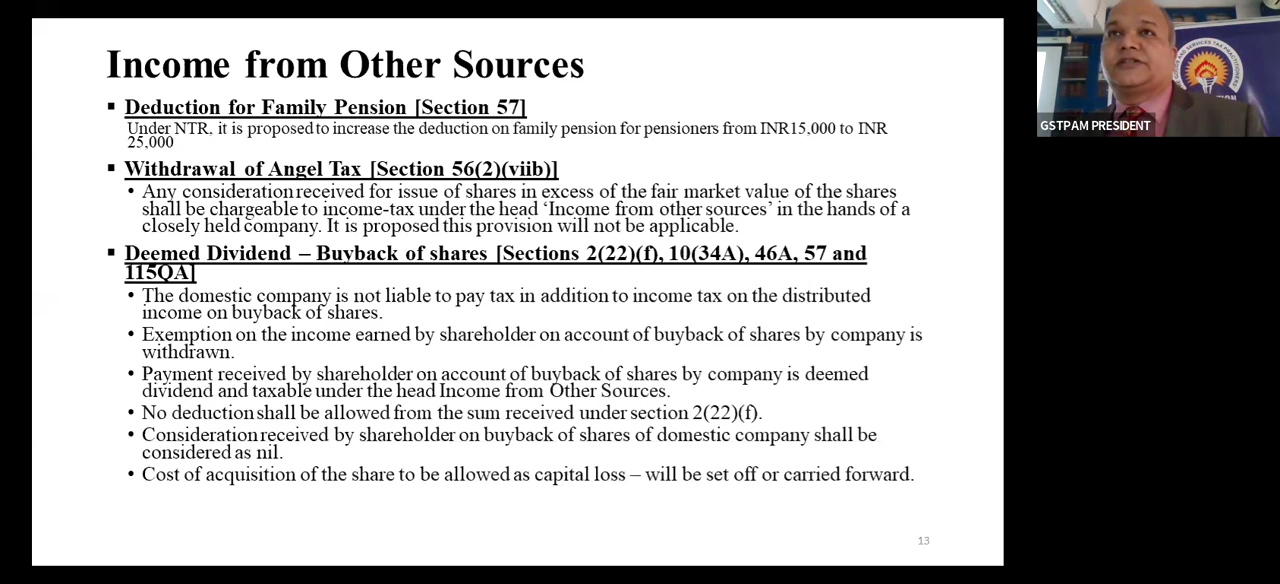 Income from Other Sources
▪ Deduction for Family Pension [Section 57]
Under NTR, it is proposed to increase the deduction on family pension for pensioners from INR15,000 to INR
25,000
▪ Withdrawal of Angel Tax [Section 56(2)(viib)]
• Any consideration received for issue of shares in excess of the fair market value of the shares
shall be chargeable to income-tax under the head ‘Income from other sources’ in the hands of a
closely held company. It is proposed this provision will not be applicable.
▪ Deemed Dividend – Buyback of shares [Sections 2(22)(f), 10(34A), 46A, 57 and
115QA]
• The domestic company is not liable to pay tax in addition to income tax on the distributed
income on buyback of shares.
• Exemption on the income earned by shareholder on account of buyback of shares by company is
withdrawn.
• Payment received by shareholder on account of buyback of shares by company is deemed
dividend and taxable under the head Income from Other Sources.
• No deduction shall be allowed from the sum received under section 2(22)(f).
• Consideration received by shareholder on buyback of shares of domestic company shall be
considered as nil.
• Cost of acquisition of the share to be allowed as capital loss – will be set off or carried forward.
13
GSTPAM PRESIDENT